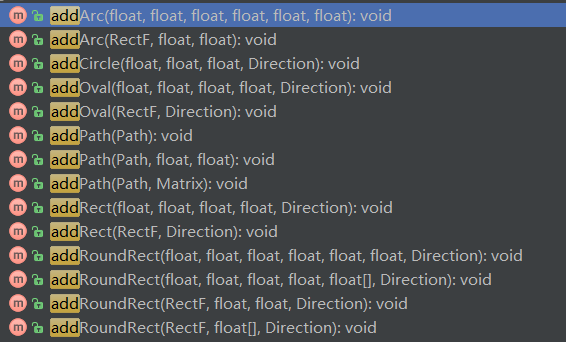 addArc(float, float, float, float, float, float): void
addArc(RectF, float, float): void
addCircle(float, float, float, Direction): void
addOval(float, float, float, float, Direction): void
addOval(RectF, Direction): void
addPath(Path): void
addPath(Path, float, float): void
addPath(Path, Matrix): void
addRect(float, float, float, float, Direction): void
addRect(RectF, Direction): void
addRoundRect(float, float, float, float, float, float, Direction): void
addRoundRect(float, float, float, float, float[], Direction): void
addRoundRect(RectF, float, float, Direction): void
addRoundRect(RectF, float[], Direction): void